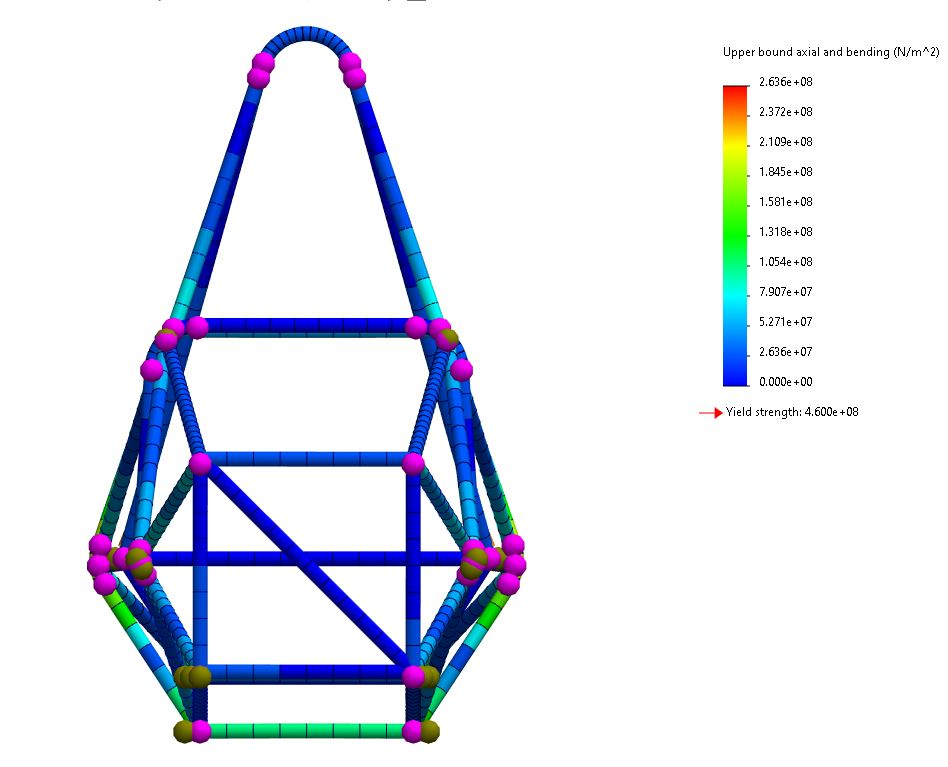 Upper bound axial and bending (N/m^2)
2.636e+08
2.372e+08
2.109e+08
1.845e+08
1.581e+08
1.318e+08
1.054e+08
7.907e+07
5.271e+07
2.636e+07
0.000e+00
Yield strength: 4.600e+08